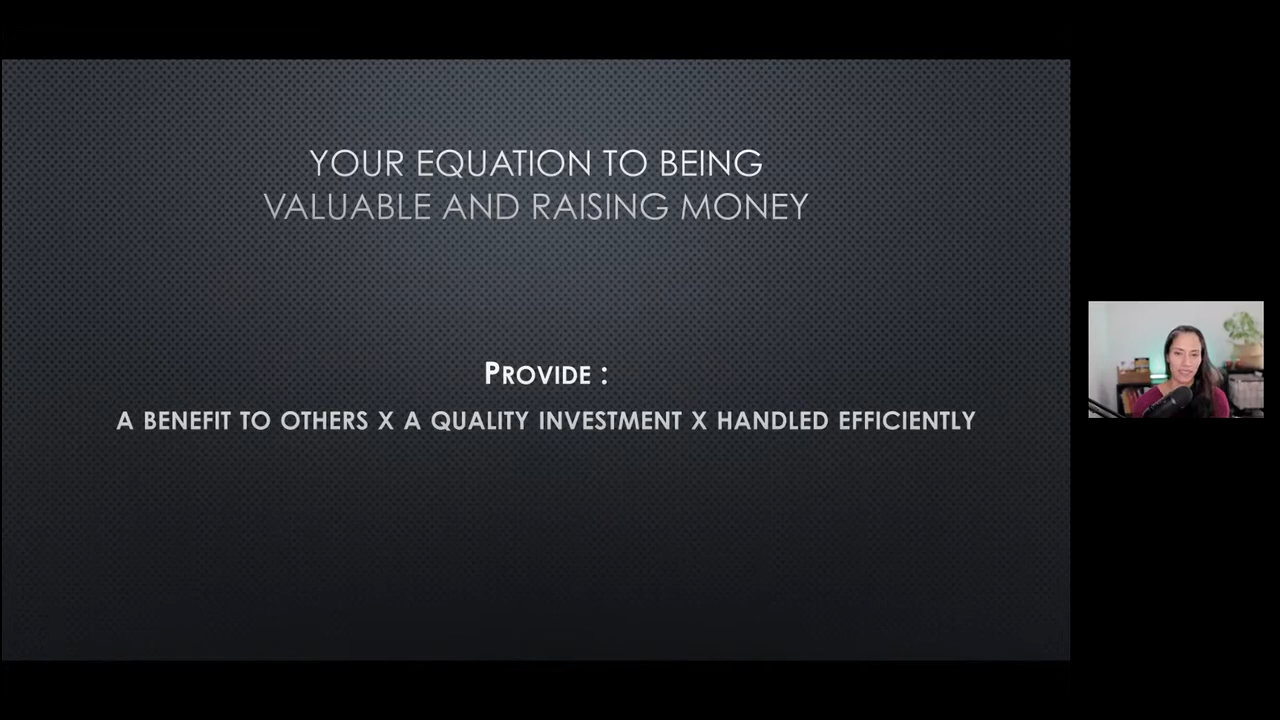 YOUR EQUATION TO BEING
VALUABLE AND RAISING MONEY
PROVIDE :
A BENEFIT TO OTHERS X A QUALITY INVESTMENT X HANDLED EFFICIENTLY